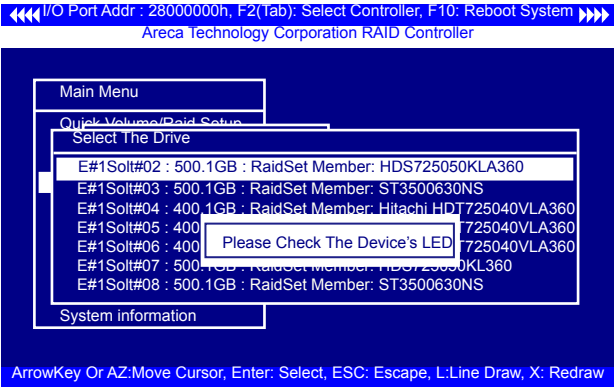 I/O Port Addr : 28000000h, F2(Tab): Select Controller, F10: Reboot System
Areca Technology Corporation RAID Controller
Main Menu
Quick Volume/Raid Setup
Select The Drive
E#1Solt#02 : 500.1GB : RaidSet Member: HDS725050KLA360
E#1Solt#03 : 500.1GB : RaidSet Member: ST3500630NS
E#1Solt#04 : 400.1GB : RaidSet Member: Hitachi HDT725040VLA360
E#1Solt#05 : 400 T725040VLA360
E#1Solt#06 : 400 T725040VLA360
Please Check The Device's LED
E#1Solt#07 : 500.1GB : RaidSet Member: HDS725050KL360
E#1Solt#08 : 500.1GB : RaidSet Member: ST3500630NS
System information
ArrowKey Or AZ:Move Cursor, Enter: Select, ESC: Escape, L:Line Draw, X: Redraw